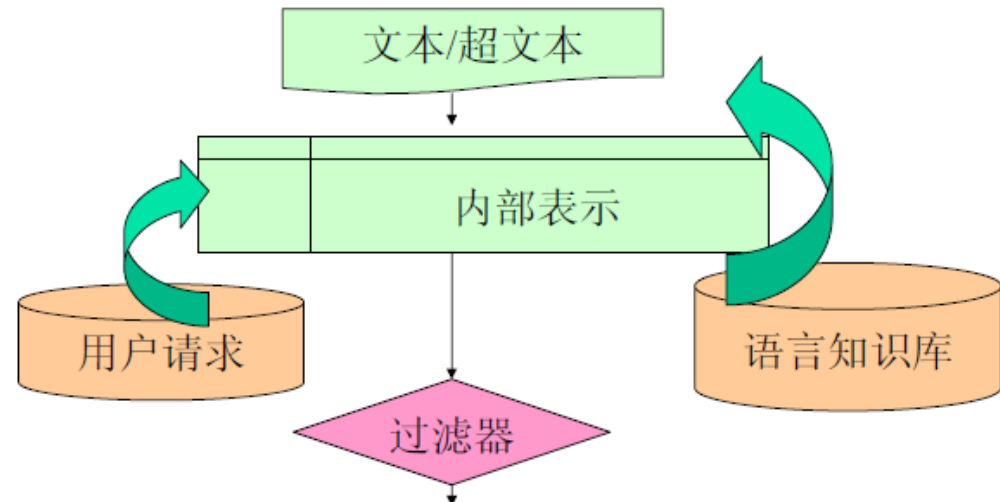 文本/超文本
内部表示
用户请求
语言知识库
过滤器